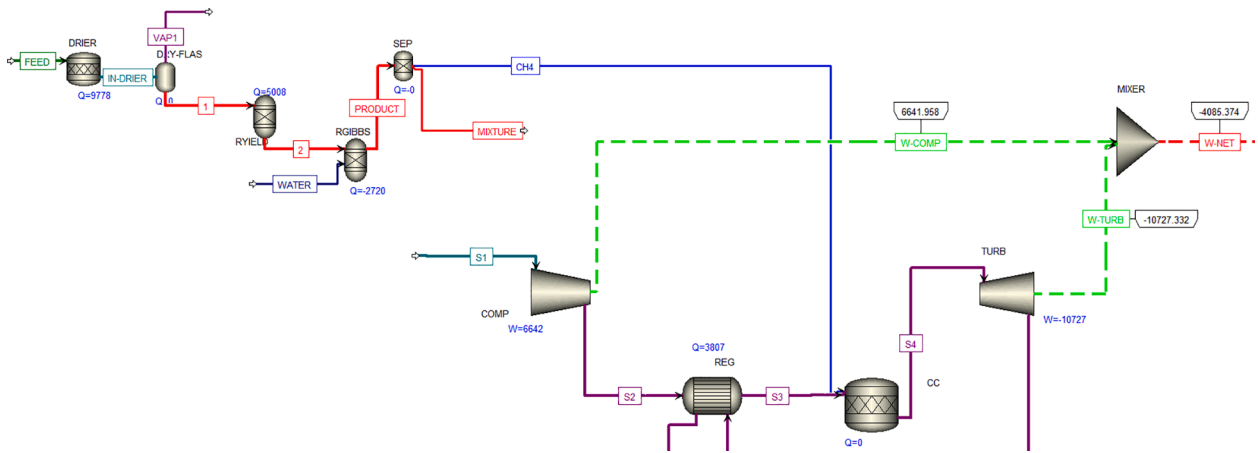 VAP1
DRIER
DRY-FLAS
FEED
IN-DRIER
Q=9778
Q=5008
1
RYIELD
2
RGIBBS
WATER
Q=-2720
PRODUCT
SEP
Q=-0
MIXTURE
CH4
6641.958
W-COMP
MIXER
-4085.374
W-NET
W-TURB
-10727.332
S1
COMP
W=6642
TURB
W=-10727
S4
Q=3807
REG
S2
S3
CC
Q=0